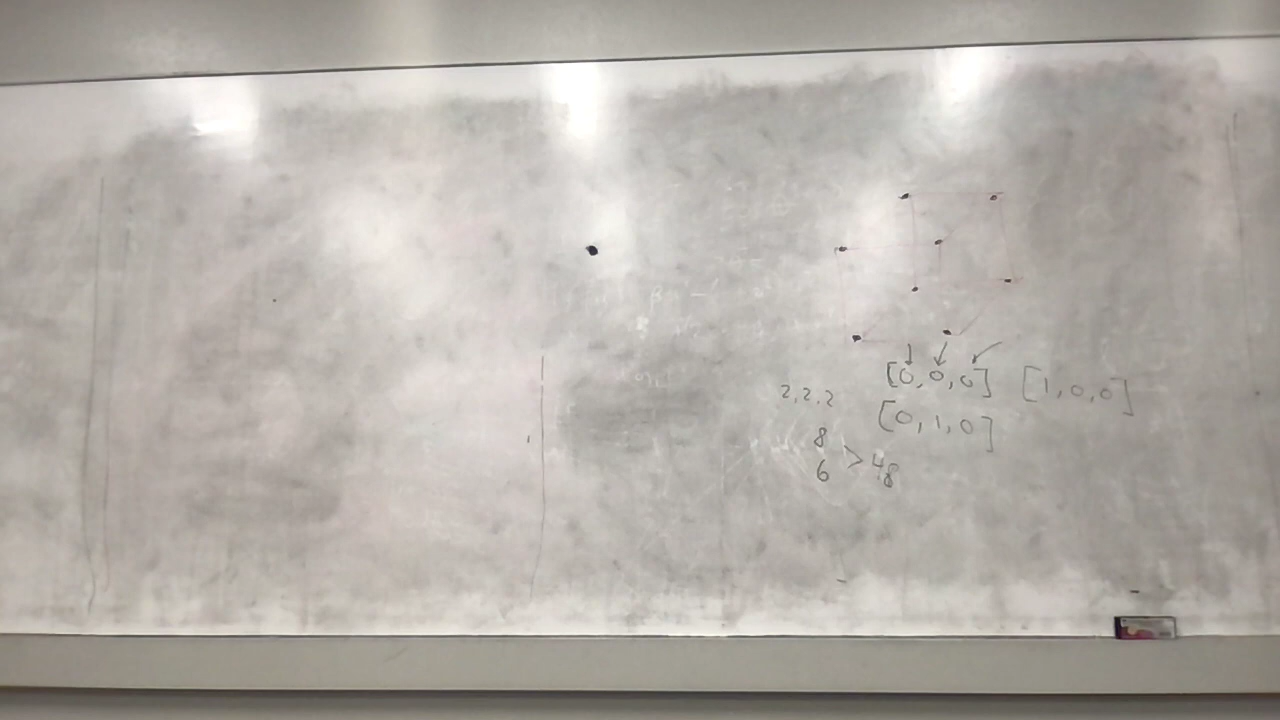 [0, 0, 0] [1, 0, 0]
2, 2, 2
[0, 1, 0]
8
6 > 48